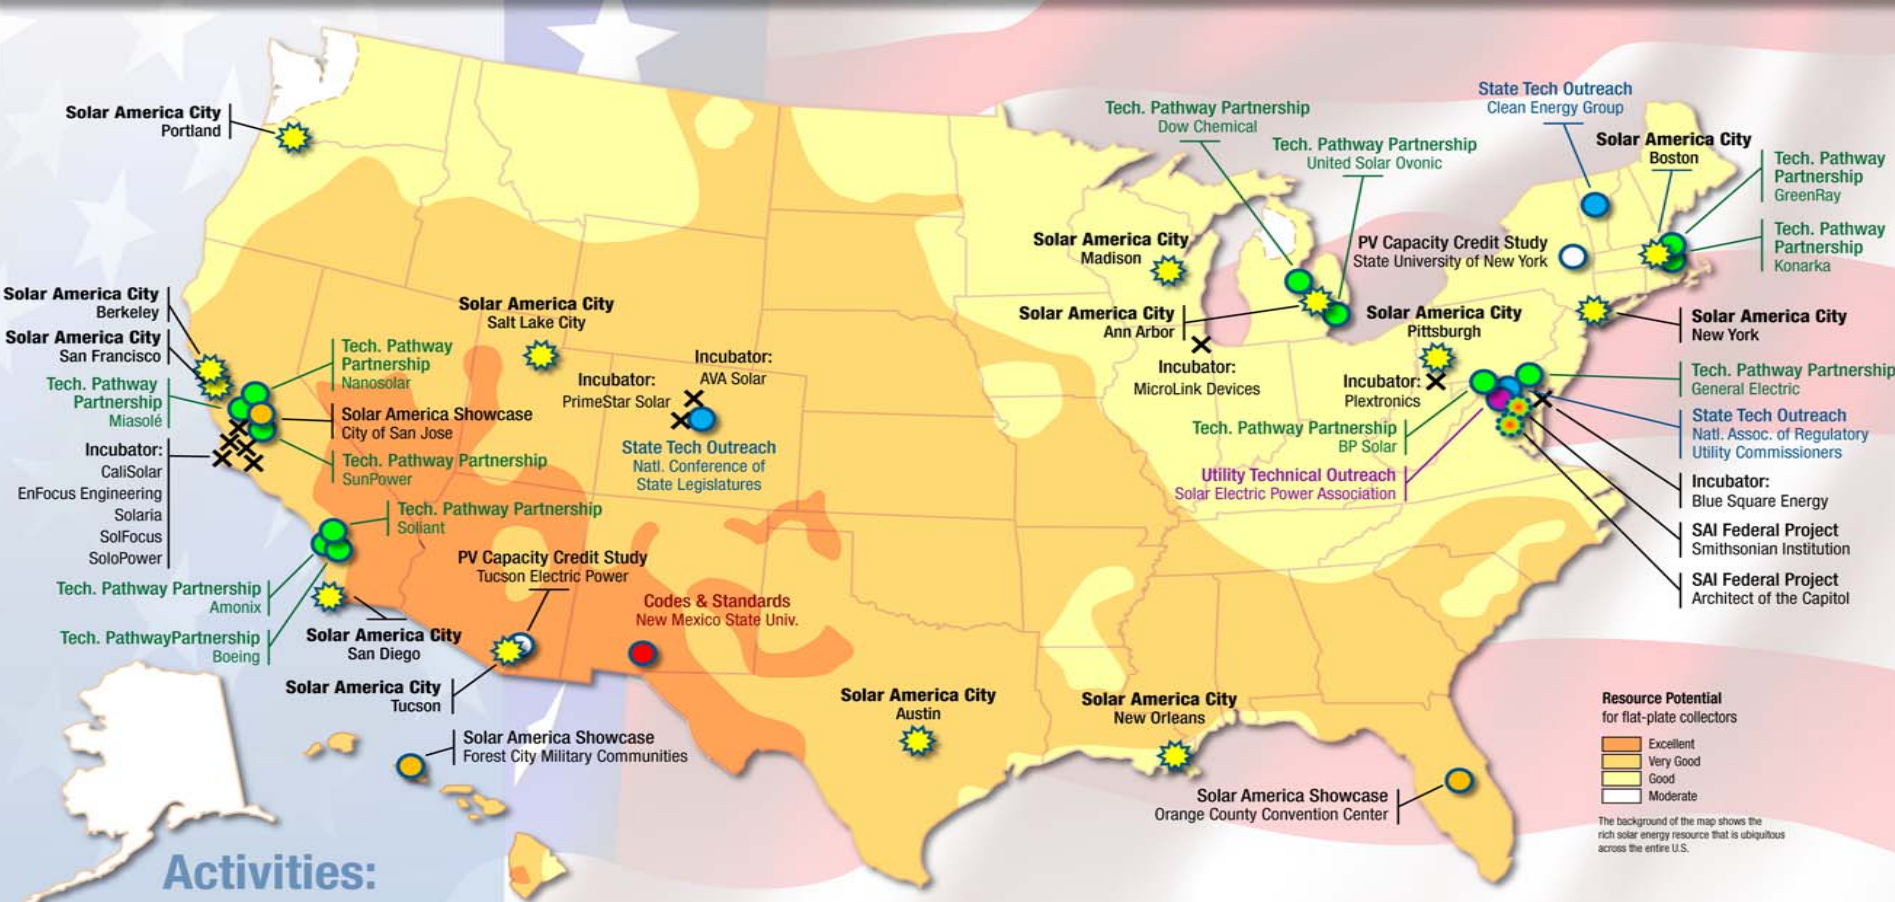 Solar America City
Portland
Solar America City
Berkeley
Solar America City
San Francisco
Tech. Pathway
Partnership
Miasolé
Incubator:
CaliSolar
EnFocus Engineering
Solaria
SolFocus
SoloPower
Tech. Pathway Partnership
Amonix
Tech. PathwayPartnership
Boeing
Solar America City
San Diego
Solar America City
Tucson
Solar America City
Salt Lake City
Tech. Pathway
Partnership
Nanosolar
Solar America Showcase
City of San Jose
Tech. Pathway Partnership
SunPower
Tech. Pathway Partnership
Soliant
PV Capacity Credit Study
Tucson Electric Power
Incubator:
AVA Solar
Incubator:
PrimeStar Solar
State Tech Outreach
Natl. Conference of
State Legislatures
Codes & Standards
New Mexico State Univ.
Solar America Showcase
Forest City Military Communities
Solar America City
Austin
Solar America City
New Orleans
Solar America Showcase
Orange County Convention Center
Tech. Pathway Partnership
Dow Chemical
Tech. Pathway Partnership
United Solar Ovonic
Solar America City
Madison
Solar America City
Ann Arbor
Incubator:
MicroLink Devices
State Tech Outreach
Clean Energy Group
Solar America City
Boston
Tech. Pathway
Partnership
GreenRay
Tech. Pathway
Partnership
Konarka
PV Capacity Credit Study
State University of New York
Solar America City
Pittsburgh
Incubator:
Plextronics
Tech. Pathway Partnership
BP Solar
Utility Technical Outreach
Solar Electric Power Association
Solar America City
New York
Tech. Pathway Partnership
General Electric
State Tech Outreach
Natl. Assoc. of Regulatory
Utility Commissioners
Incubator:
Blue Square Energy
SAI Federal Project
Smithsonian Institution
SAI Federal Project
Architect of the Capitol
Resource Potential
for flat-plate collectors
Excellent
Very Good
Good
Moderate
The background of the map shows the
rich solar energy resource that is ubiquitous
across the entire U.S.
Activities: